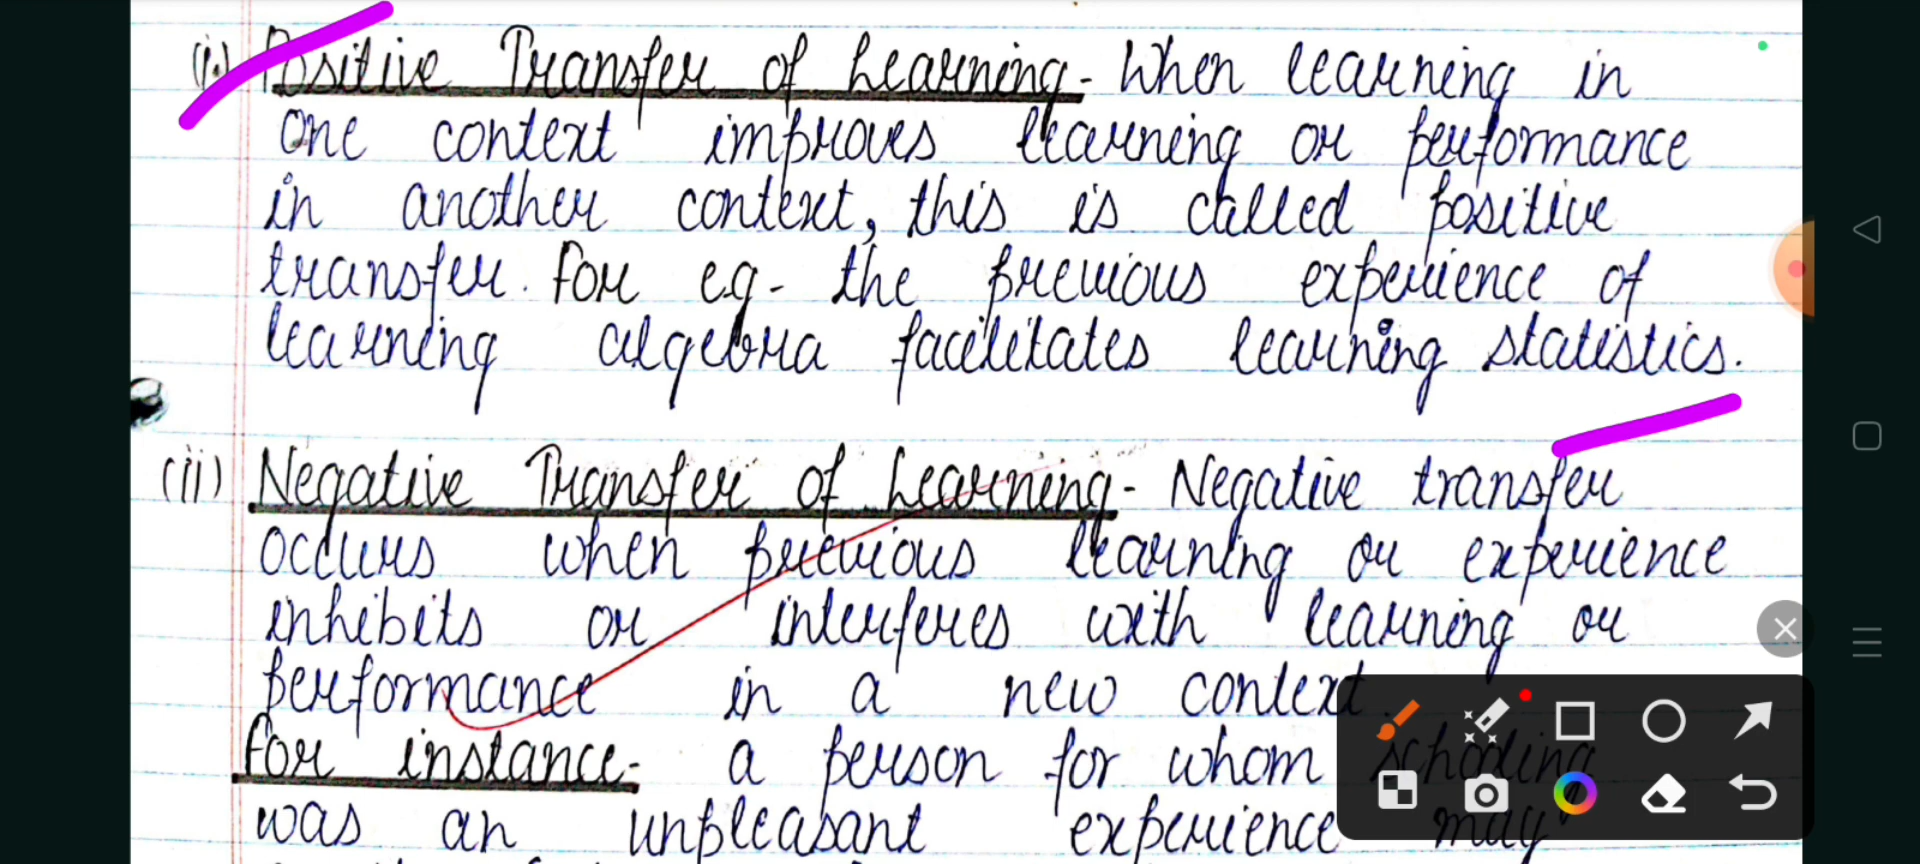 (i) Positive Transfer of Learning - When learning in
one context improves learning or performance
in another context, this is called positive
transfer. For eg - the previous experience of
learning algebra facilitates learning statistics.
(ii) Negative Transfer of Learning - Negative transfer
occurs when previous learning or experience
inhibits or interferes with learning or
performance in a new context.
For instance - a person for whom schooling
was an unpleasant experience may